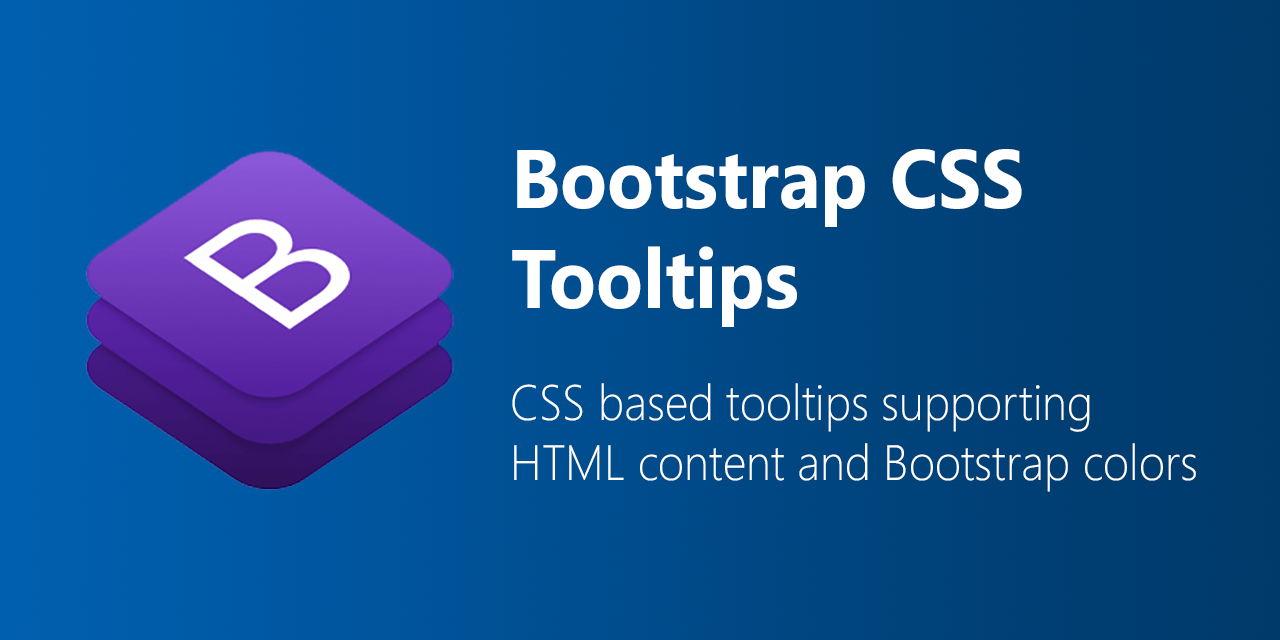 B
Bootstrap CSS
Tooltips
CSS based tooltips supporting
HTML content and Bootstrap colors